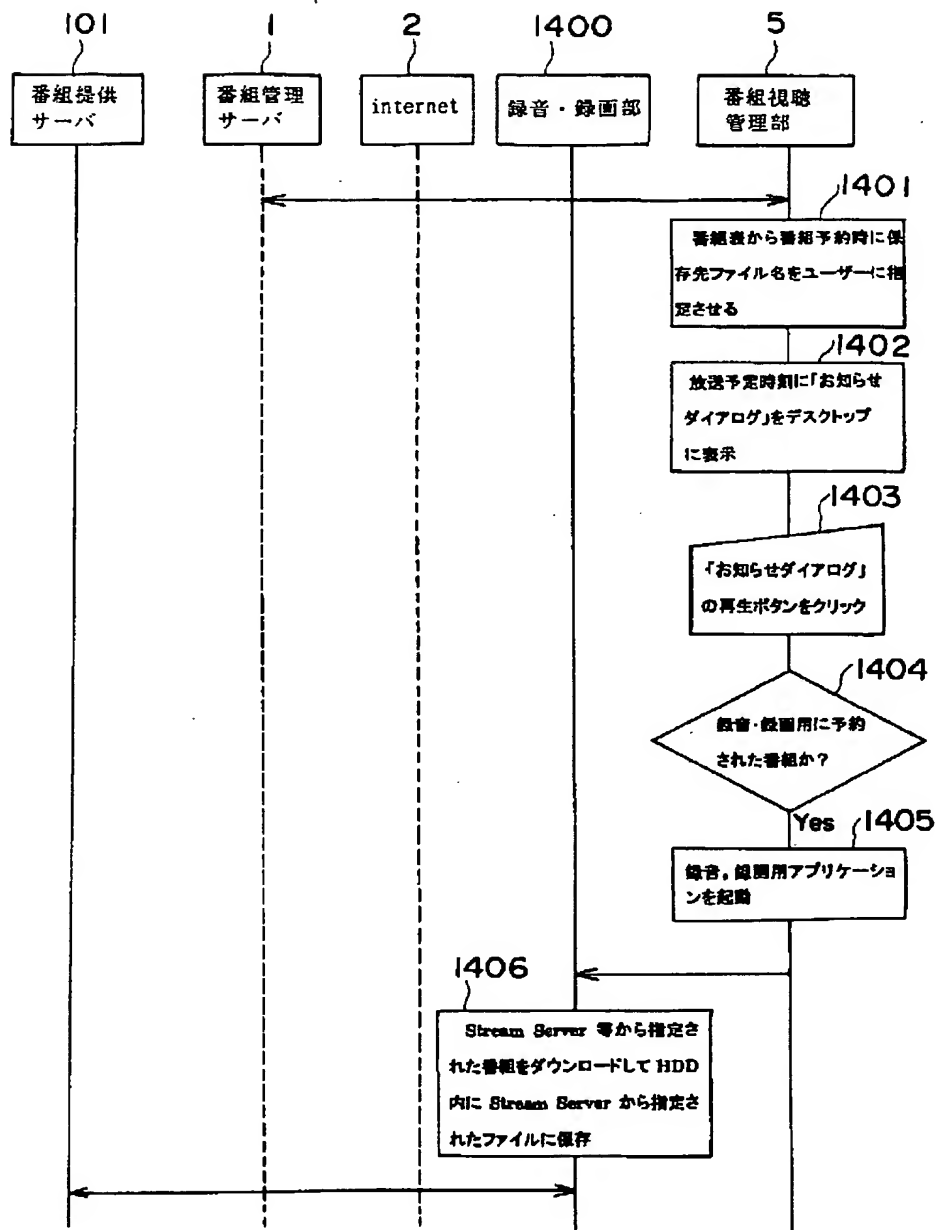 101
1
2
1400
5
番組提供
サーバ
番組管理
サーバ
internet
録音・録画部
番組視聴
管理部
1401
番組表から番組予約時に保
存先ファイル名をユーザーに指
定させる
1402
放送予定時刻に「お知らせ
ダイアログ」をデスクトップ
に表示
1403
「お知らせダイアログ」
の再生ボタンをクリック
1404
録音・録画用に予約
された番組か?
Yes
1405
録音,録画用アプリケーショ
ンを起動
1406
Stream Server 等から指定さ
れた番組をダウンロードして HDD
内に Stream Server から指定さ
れたファイルに保存